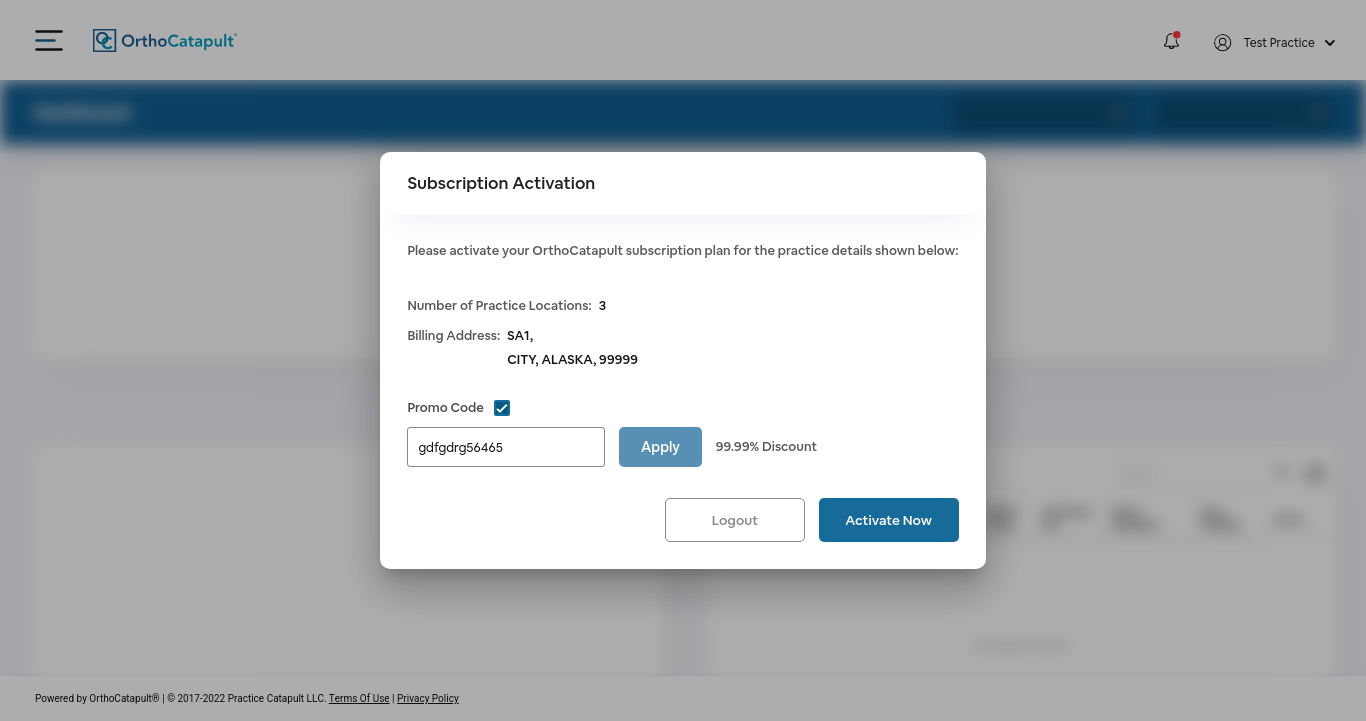 OrthoCatapult®
Test Practice
Subscription Activation
Please activate your OrthoCatapult subscription plan for the practice details shown below:
Number of Practice Locations: 3
Billing Address: SA1,
CITY, ALASKA, 99999
Promo Code
gdfgdrg56465
Apply
99.99% Discount
Logout
Activate Now
Powered by OrthoCatapult® | © 2017-2022 Practice Catapult LLC. Terms Of Use | Privacy Policy